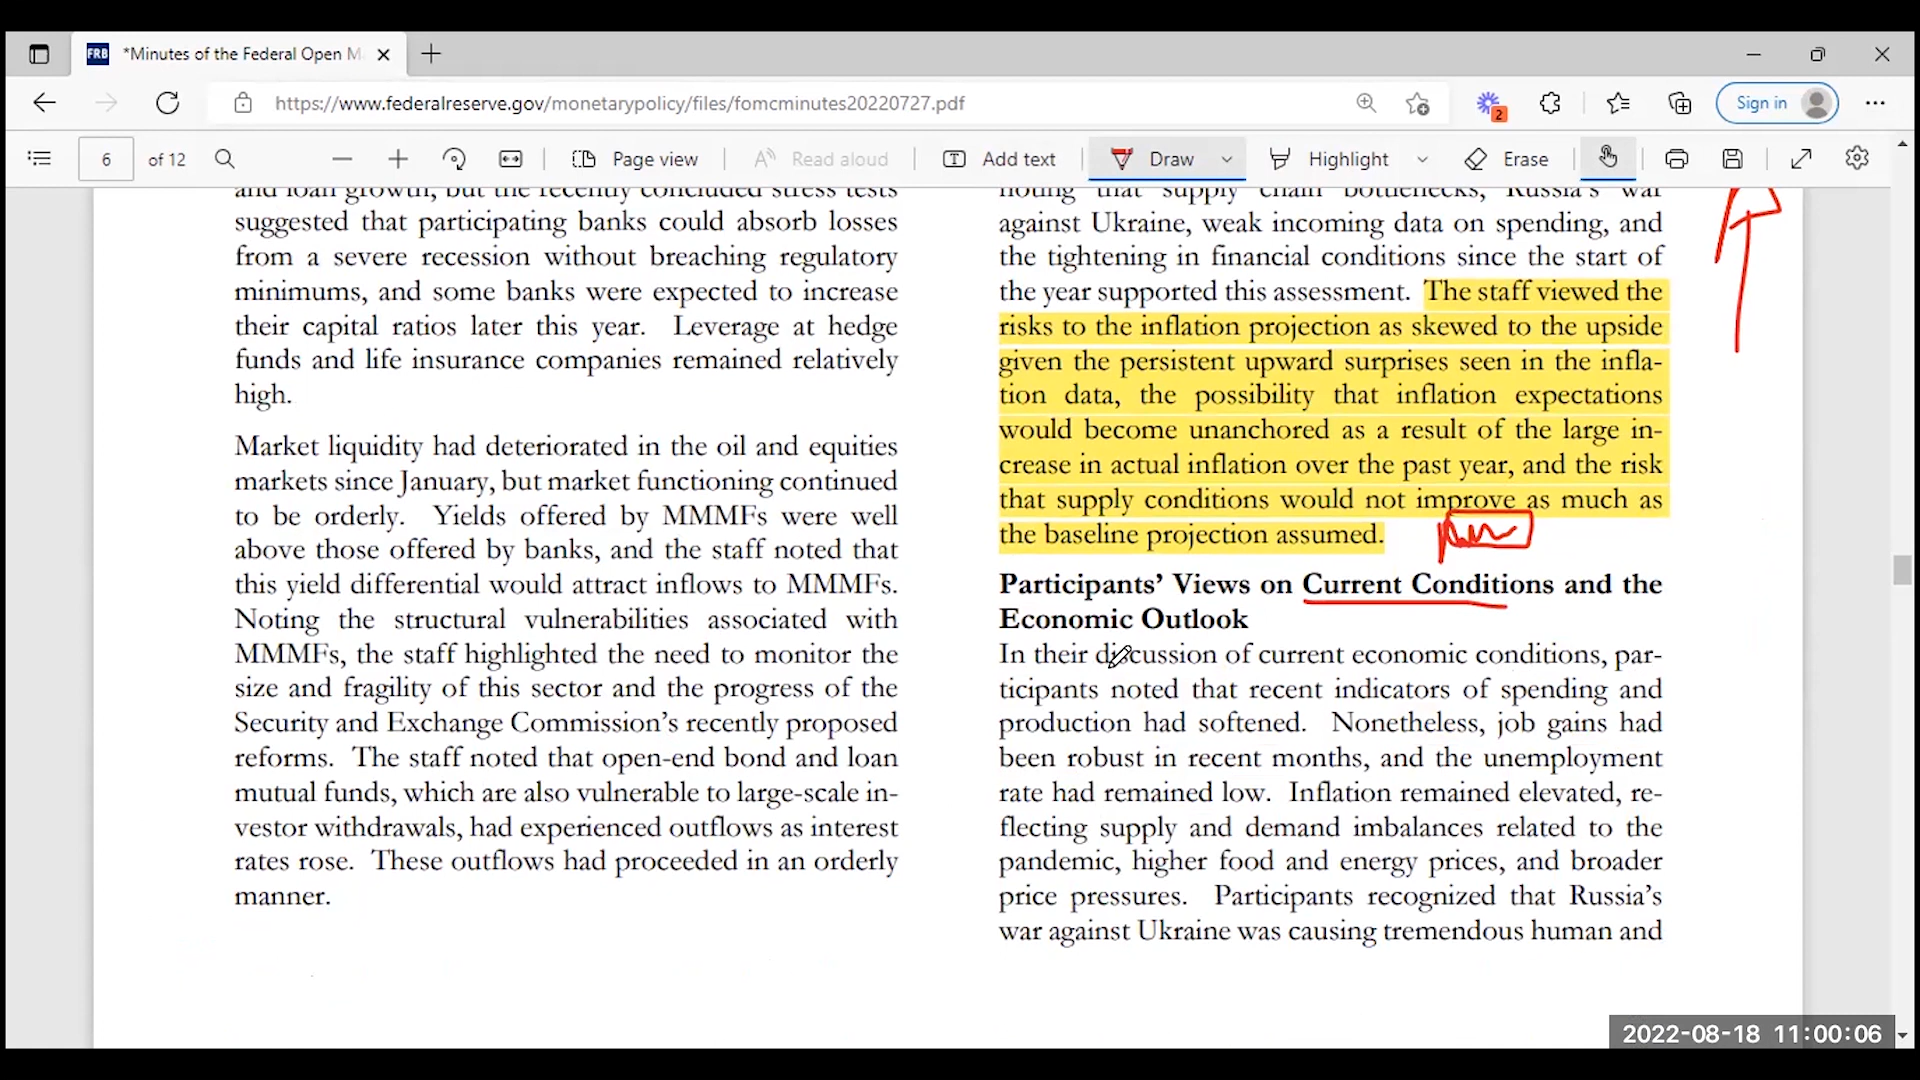 FRB *Minutes of the Federal Open M
https://www.federalreserve.gov/monetarypolicy/files/fomcminutes20220727.pdf
2
Sign in
6 of 12
Page view
Read aloud
Add text
Draw
Highlight
Erase
and loan growth, but the recently concluded stress tests
suggested that participating banks could absorb losses
from a severe recession without breaching regulatory
minimums, and some banks were expected to increase
their capital ratios later this year. Leverage at hedge
funds and life insurance companies remained relatively
high.
Market liquidity had deteriorated in the oil and equities
markets since January, but market functioning continued
to be orderly. Yields offered by MMMFs were well
above those offered by banks, and the staff noted that
this yield differential would attract inflows to MMMFs.
Noting the structural vulnerabilities associated with
MMMFs, the staff highlighted the need to monitor the
size and fragility of this sector and the progress of the
Security and Exchange Commission's recently proposed
reforms. The staff noted that open-end bond and loan
mutual funds, which are also vulnerable to large-scale in-
vestor withdrawals, had experienced outflows as interest
rates rose. These outflows had proceeded in an orderly
manner.
noting that supply chain bottlenecks, Russia's war
against Ukraine, weak incoming data on spending, and
the tightening in financial conditions since the start of
the year supported this assessment. The staff viewed the
risks to the inflation projection as skewed to the upside
given the persistent upward surprises seen in the infla-
tion data, the possibility that inflation expectations
would become unanchored as a result of the large in-
crease in actual inflation over the past year, and the risk
that supply conditions would not improve as much as
the baseline projection assumed.
Participants' Views on Current Conditions and the
Economic Outlook
In their discussion of current economic conditions, par-
ticipants noted that recent indicators of spending and
production had softened. Nonetheless, job gains had
been robust in recent months, and the unemployment
rate had remained low. Inflation remained elevated, re-
flecting supply and demand imbalances related to the
pandemic, higher food and energy prices, and broader
price pressures. Participants recognized that Russia's
war against Ukraine was causing tremendous human and
2022-08-18 11:00:06